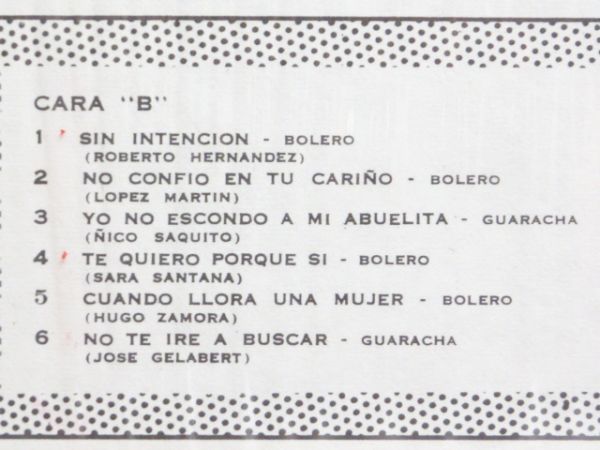 CARA "B"
1 SIN INTENCION - BOLERO
(ROBERTO HERNANDEZ)
2 NO CONFIO EN TU CARIÑO - BOLERO
(LOPEZ MARTIN)
3 YO NO ESCONDO A MI ABUELITA - GUARACHA
(ÑICO SAQUITO)
4 TE QUIERO PORQUE SI - BOLERO
(SARA SANTANA)
5 CUANDO LLORA UNA MUJER - BOLERO
(HUGO ZAMORA)
6 NO TE IRE A BUSCAR - GUARACHA
(JOSE GELABERT)